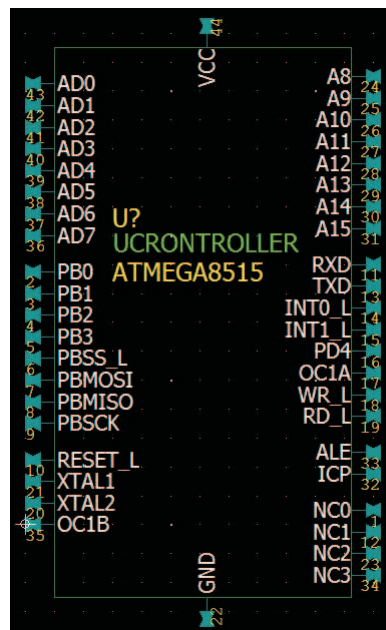 44
VCC
AD0
43
AD1
42
AD2
41
AD3
40
AD4
39
AD5
38
AD6
37
AD7
36
PB0
2
PB1
3
PB2
4
PB3
5
PBSS_L
6
PBMOSI
7
PBMISO
8
PBSCK
9
RESET_L
10
XTAL1
21
XTAL2
20
OC1B
35
U?
UCRONTROLLER
ATMEGA8515
A8
24
A9
25
A10
26
A11
27
A12
28
A13
29
A14
30
A15
31
RXD
11
TXD
13
INT0_L
14
INT1_L
15
PD4
16
OC1A
17
WR_L
18
RD_L
19
ALE
33
ICP
32
NC0
1
NC1
12
NC2
23
NC3
34
GND
22